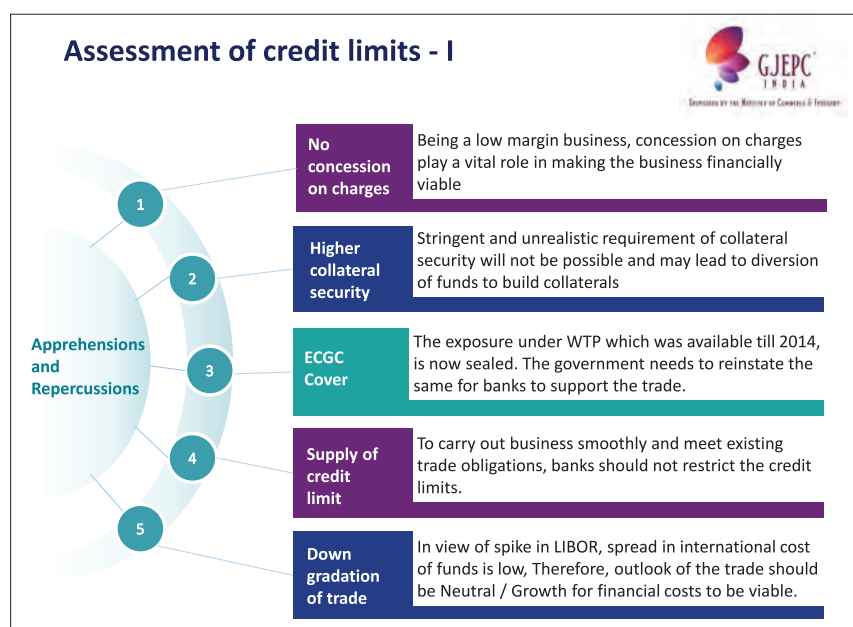 Assessment of credit limits - I
GJEPC
INDIA
SPONSORED BY THE MINISTRY OF COMMERCE & INDUSTRY
Apprehensions
and
Repercussions
1
No
concession
on charges
Being a low margin business, concession on charges
play a vital role in making the business financially
viable
2
Higher
collateral
security
Stringent and unrealistic requirement of collateral
security will not be possible and may lead to diversion
of funds to build collaterals
3
ECGC
Cover
The exposure under WTP which was available till 2014,
is now sealed. The government needs to reinstate the
same for banks to support the trade.
4
Supply of
credit
limit
To carry out business smoothly and meet existing
trade obligations, banks should not restrict the credit
limits.
5
Down
gradation
of trade
In view of spike in LIBOR, spread in international cost
of funds is low, Therefore, outlook of the trade should
be Neutral / Growth for financial costs to be viable.